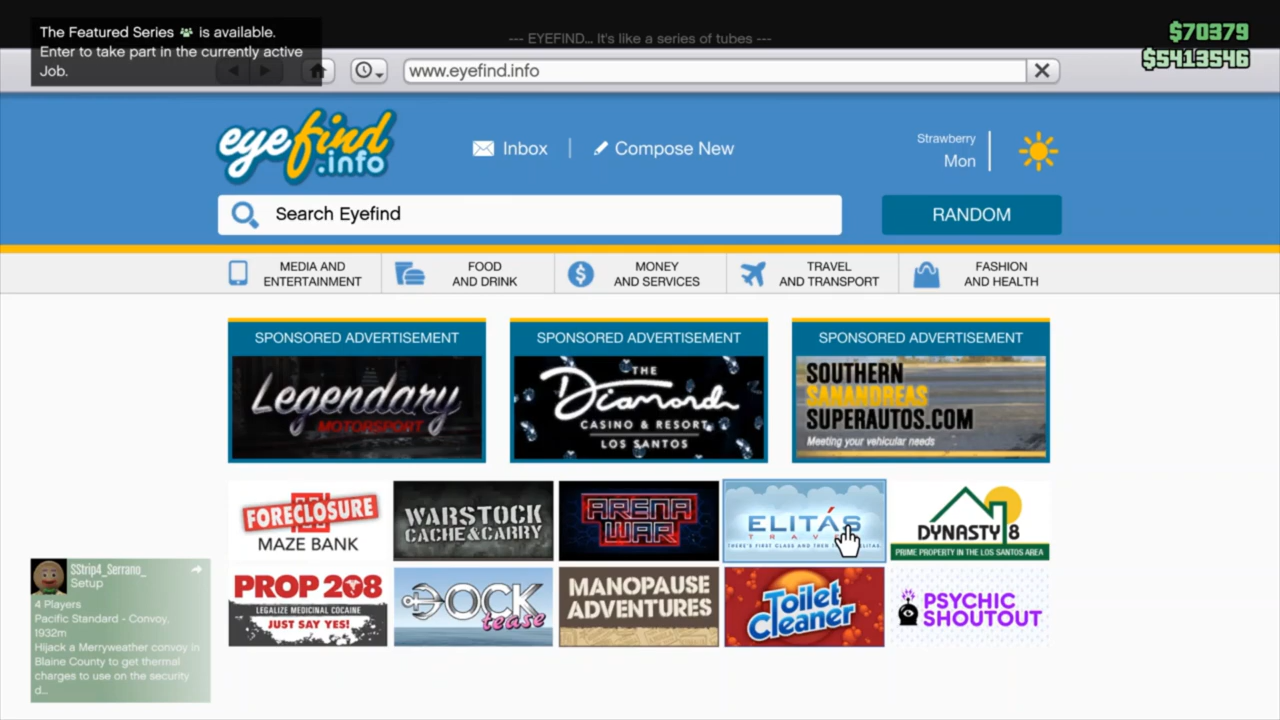 The Featured Series is available.
Enter to take part in the currently active
Job.
--- EYEFIND... It's like a series of tubes ---
$70379
$5413546
www.eyefind.info
eyefind
.info
Inbox
Compose New
Strawberry
Mon
Search Eyefind
RANDOM
MEDIA AND
ENTERTAINMENT
FOOD
AND DRINK
MONEY
AND SERVICES
TRAVEL
AND TRANSPORT
FASHION
AND HEALTH
SPONSORED ADVERTISEMENT
Legendary
MOTORSPORT
SPONSORED ADVERTISEMENT
THE
Diamond
CASINO & RESORT
LOS SANTOS
SPONSORED ADVERTISEMENT
SOUTHERN
SANANDREAS
SUPERAUTOS.COM
Meeting your vehicular needs
FORECLOSURE
MAZE BANK
WARSTOCK
CACHE & CARRY
ARENA
WAR
ELITÁS
TRAV
THERE'S FIRST CLASS AND THEN
DYNASTY 8
PRIME PROPERTY IN THE LOS SANTOS AREA
PROP 208
LEGALIZE MEDICINAL COCAINE
JUST SAY YES!
DOCK
tease
MANOPAUSE
ADVENTURES
Toilet
Cleaner
PSYCHIC
SHOUTOUT
SStrip4_Serrano_
Setup
4 Players
Pacific Standard - Convoy,
1932m
Hijack a Merryweather convoy in
Blaine County to get thermal
charges to use on the security
d...